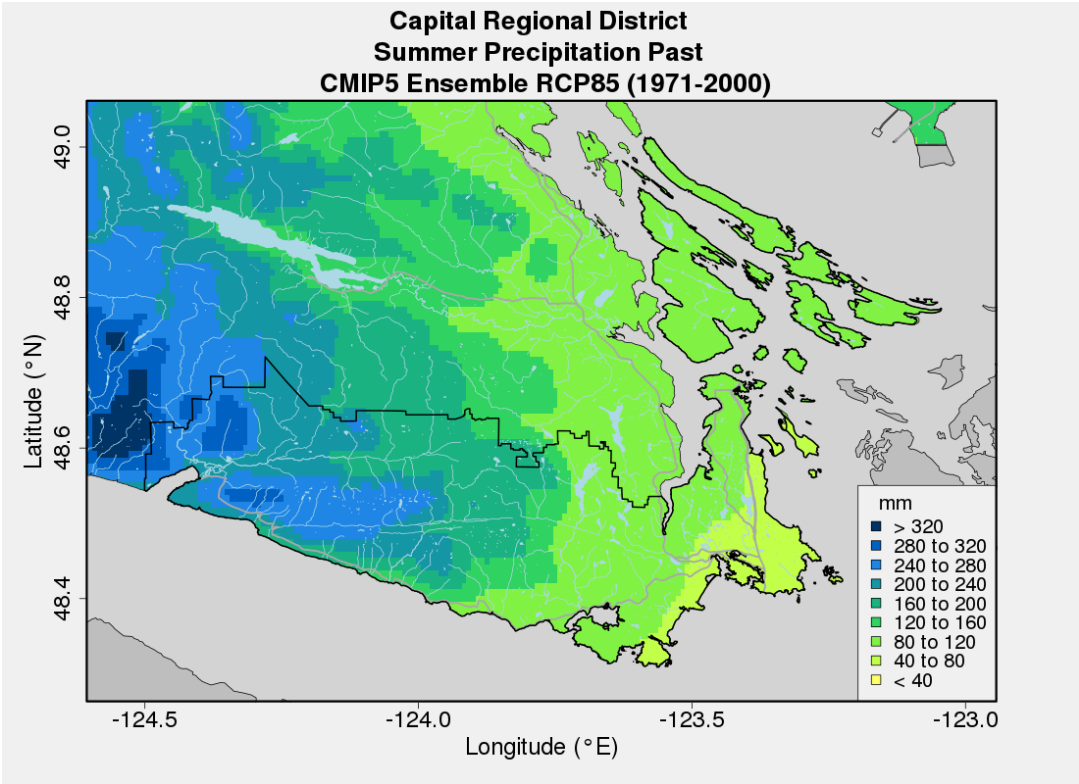 Capital Regional District
Summer Precipitation Past
CMIP5 Ensemble RCP85 (1971-2000)
49.0
48.8
48.6
48.4
Latitude (°N)
-124.5
-124.0
-123.5
-123.0
Longitude (°E)
mm
> 320
280 to 320
240 to 280
200 to 240
160 to 200
120 to 160
80 to 120
40 to 80
< 40